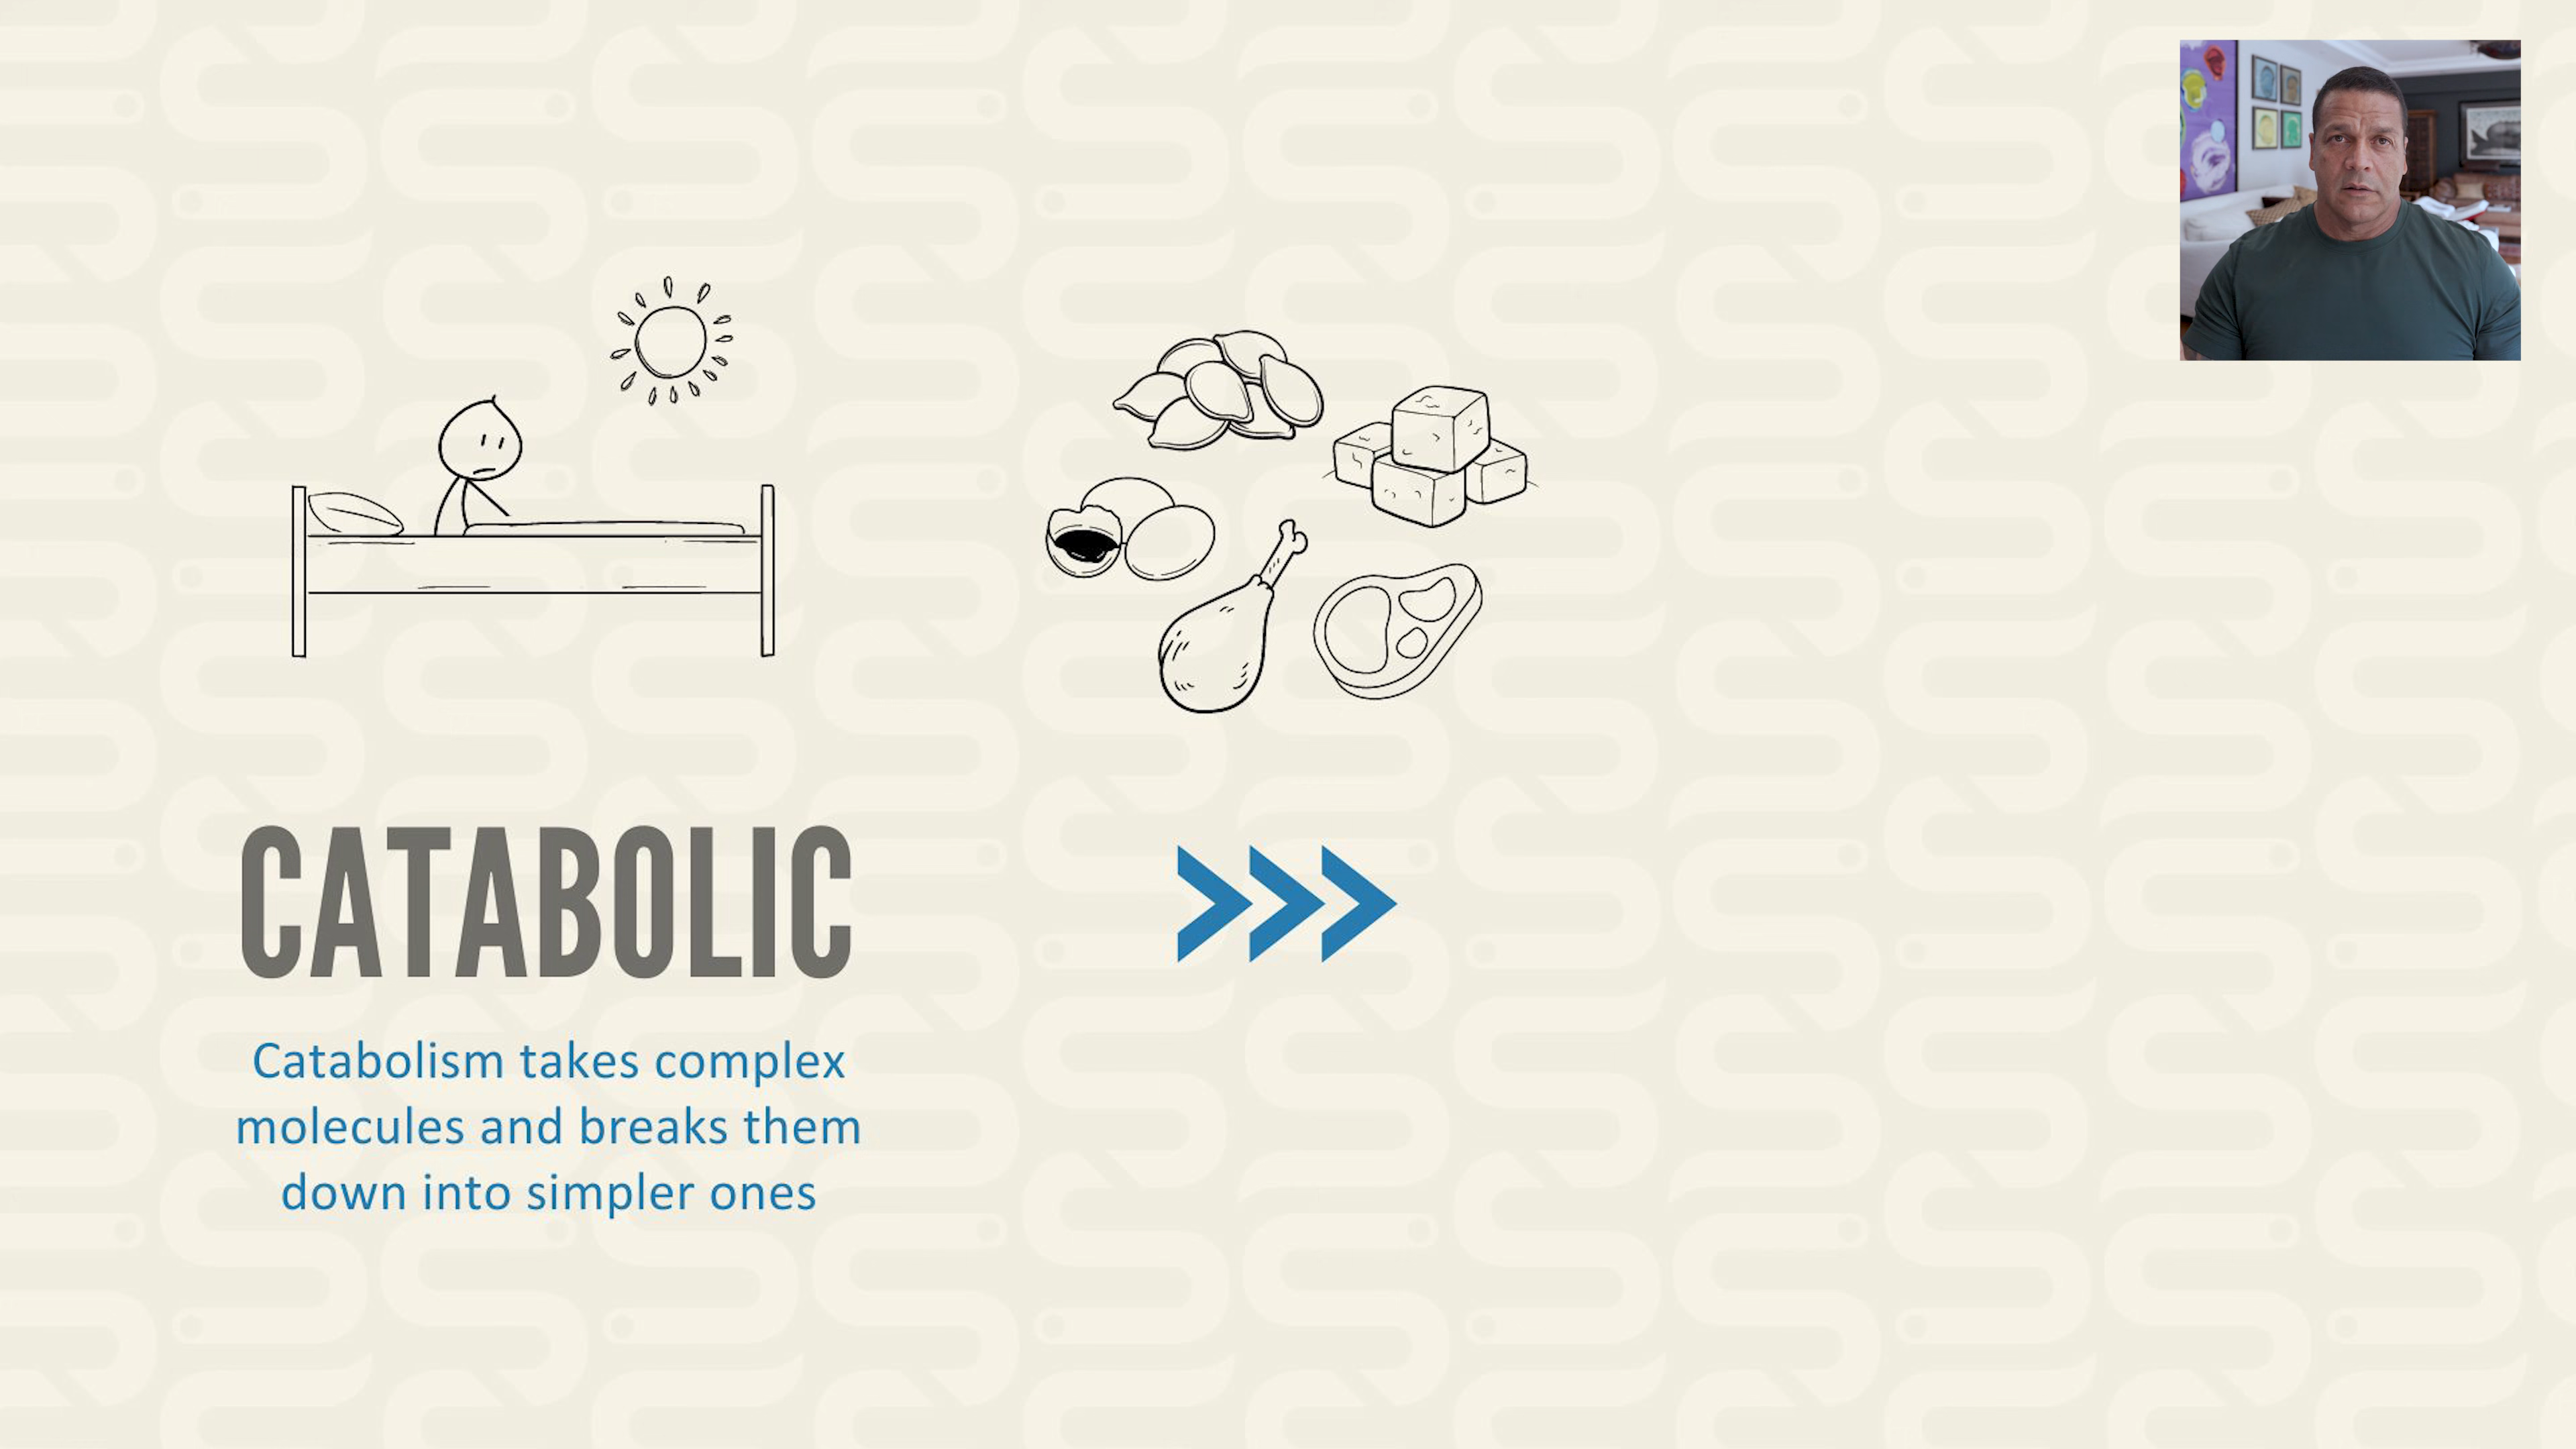 CATABOLIC
Catabolism takes complex
molecules and breaks them
down into simpler ones